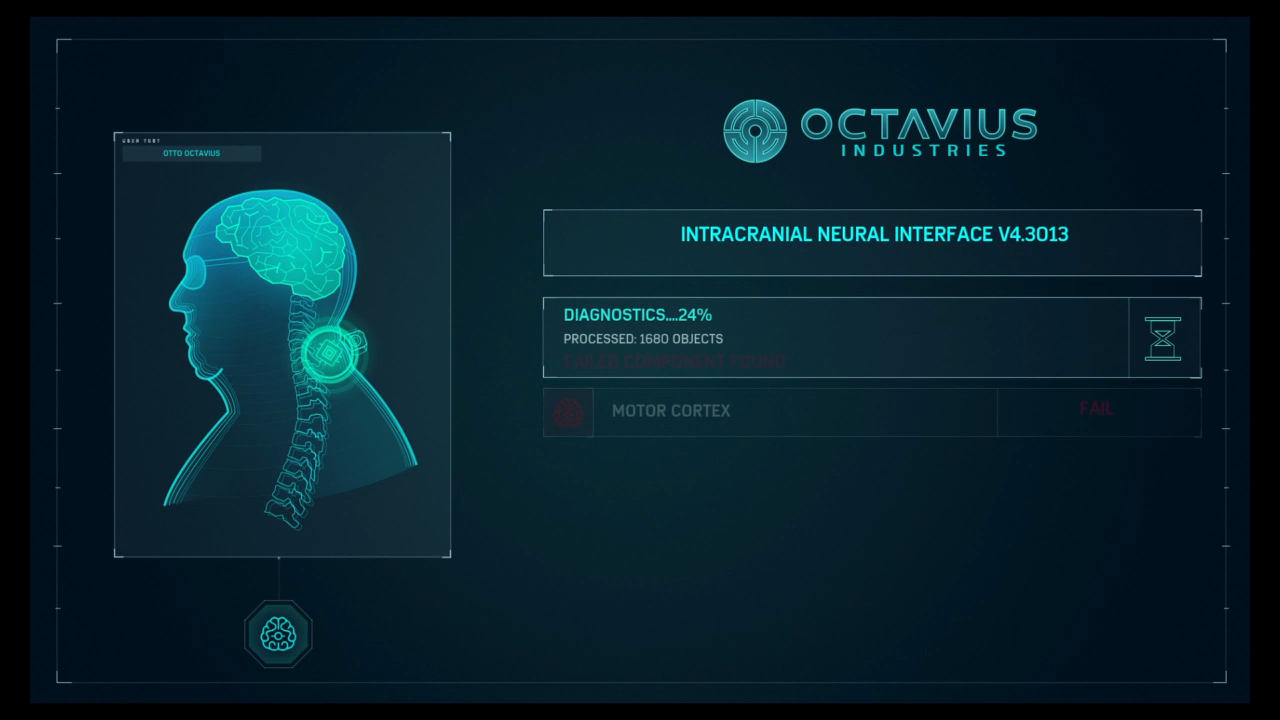 OCTAVIUS
INDUSTRIES
OTTO OCTAVIUS
INTRACRANIAL NEURAL INTERFACE V4.3013
DIAGNOSTICS....24%
PROCESSED: 1680 OBJECTS
FAILED COMPONENT FOUND
MOTOR CORTEX
FAIL